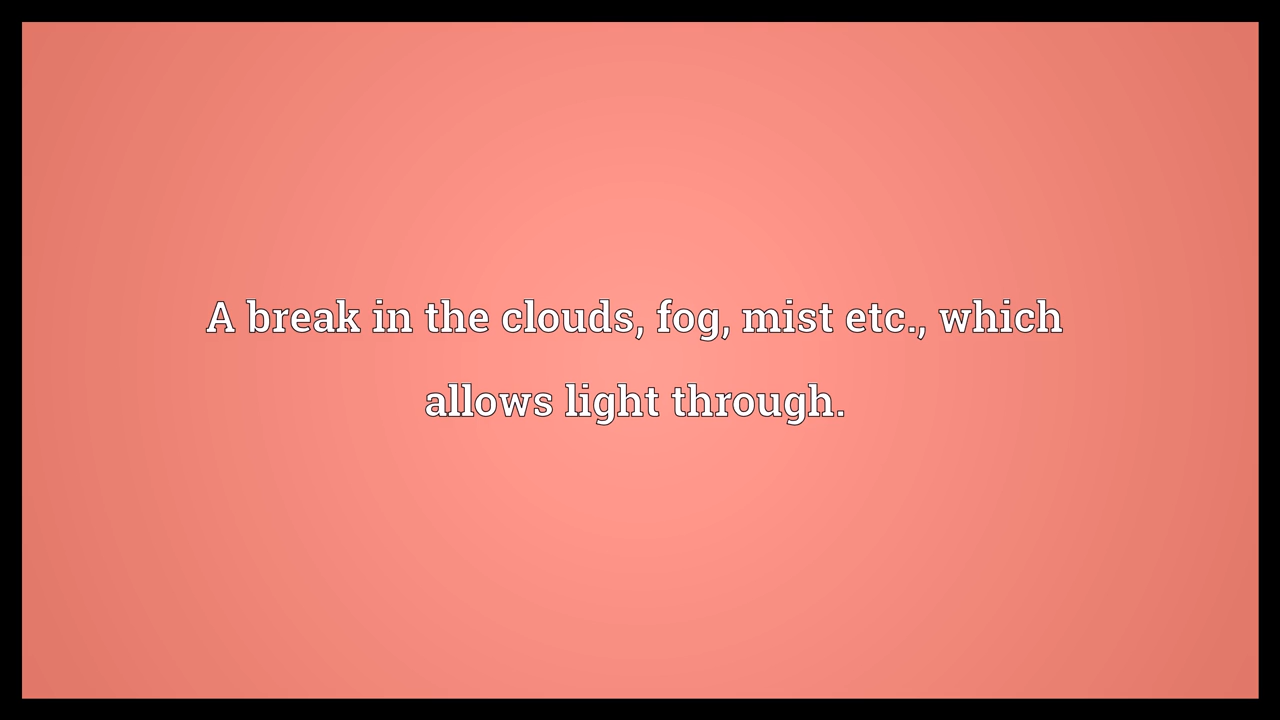 A break in the clouds, fog, mist etc., which
allows light through.